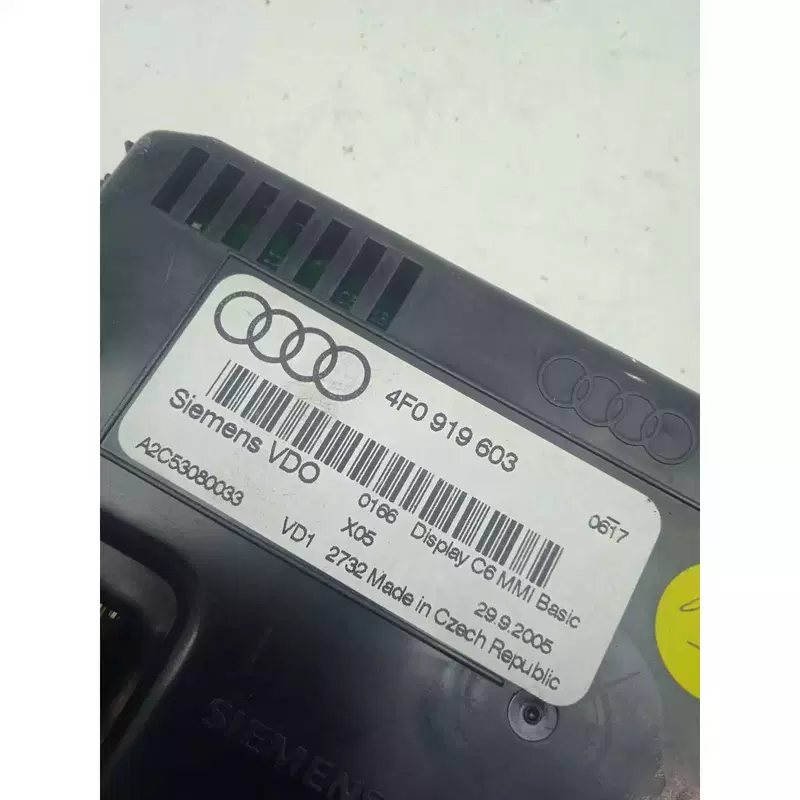 4F0 919 603
0617
Siemens VDO
0166 Display C6 MMI Basic
A2C53080033
X05
29.9.2005
VD1 2732 Made in Czech Republic
SIEMENS